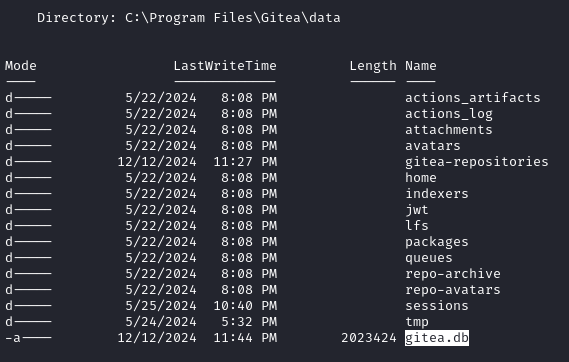 Directory: C:\Program Files\Gitea\data
Mode                 LastWriteTime         Length Name
----                 -------------         ------ ----
d-----         5/22/2024   8:08 PM                actions_artifacts
d-----         5/22/2024   8:08 PM                actions_log
d-----         5/22/2024   8:08 PM                attachments
d-----         5/22/2024   8:08 PM                avatars
d-----        12/12/2024  11:27 PM                gitea-repositories
d-----         5/22/2024   8:08 PM                home
d-----         5/22/2024   8:08 PM                indexers
d-----         5/22/2024   8:08 PM                jwt
d-----         5/22/2024   8:08 PM                lfs
d-----         5/22/2024   8:08 PM                packages
d-----         5/22/2024   8:08 PM                queues
d-----         5/22/2024   8:08 PM                repo-archive
d-----         5/22/2024   8:08 PM                repo-avatars
d-----         5/25/2024  10:40 PM                sessions
d-----         5/24/2024   5:32 PM                tmp
-a----        12/12/2024  11:44 PM        2023424 gitea.db